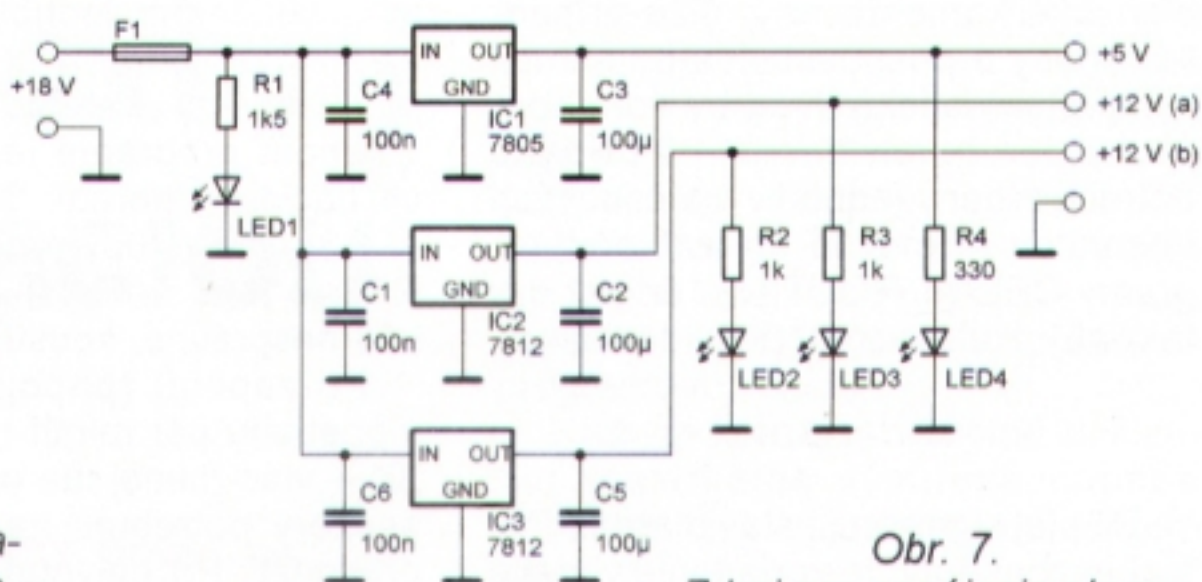 F1
+18 V
R1
1k5
LED1
C4
100n
IN OUT
GND
IC1
7805
C3
100µ
+5 V
+12 V (a)
+12 V (b)
C1
100n
IN OUT
GND
IC2
7812
C2
100µ
R2
1k
R3
1k
R4
330
LED2
LED3
LED4
C6
100n
IN OUT
GND
IC3
7812
C5
100µ
Obr. 7.